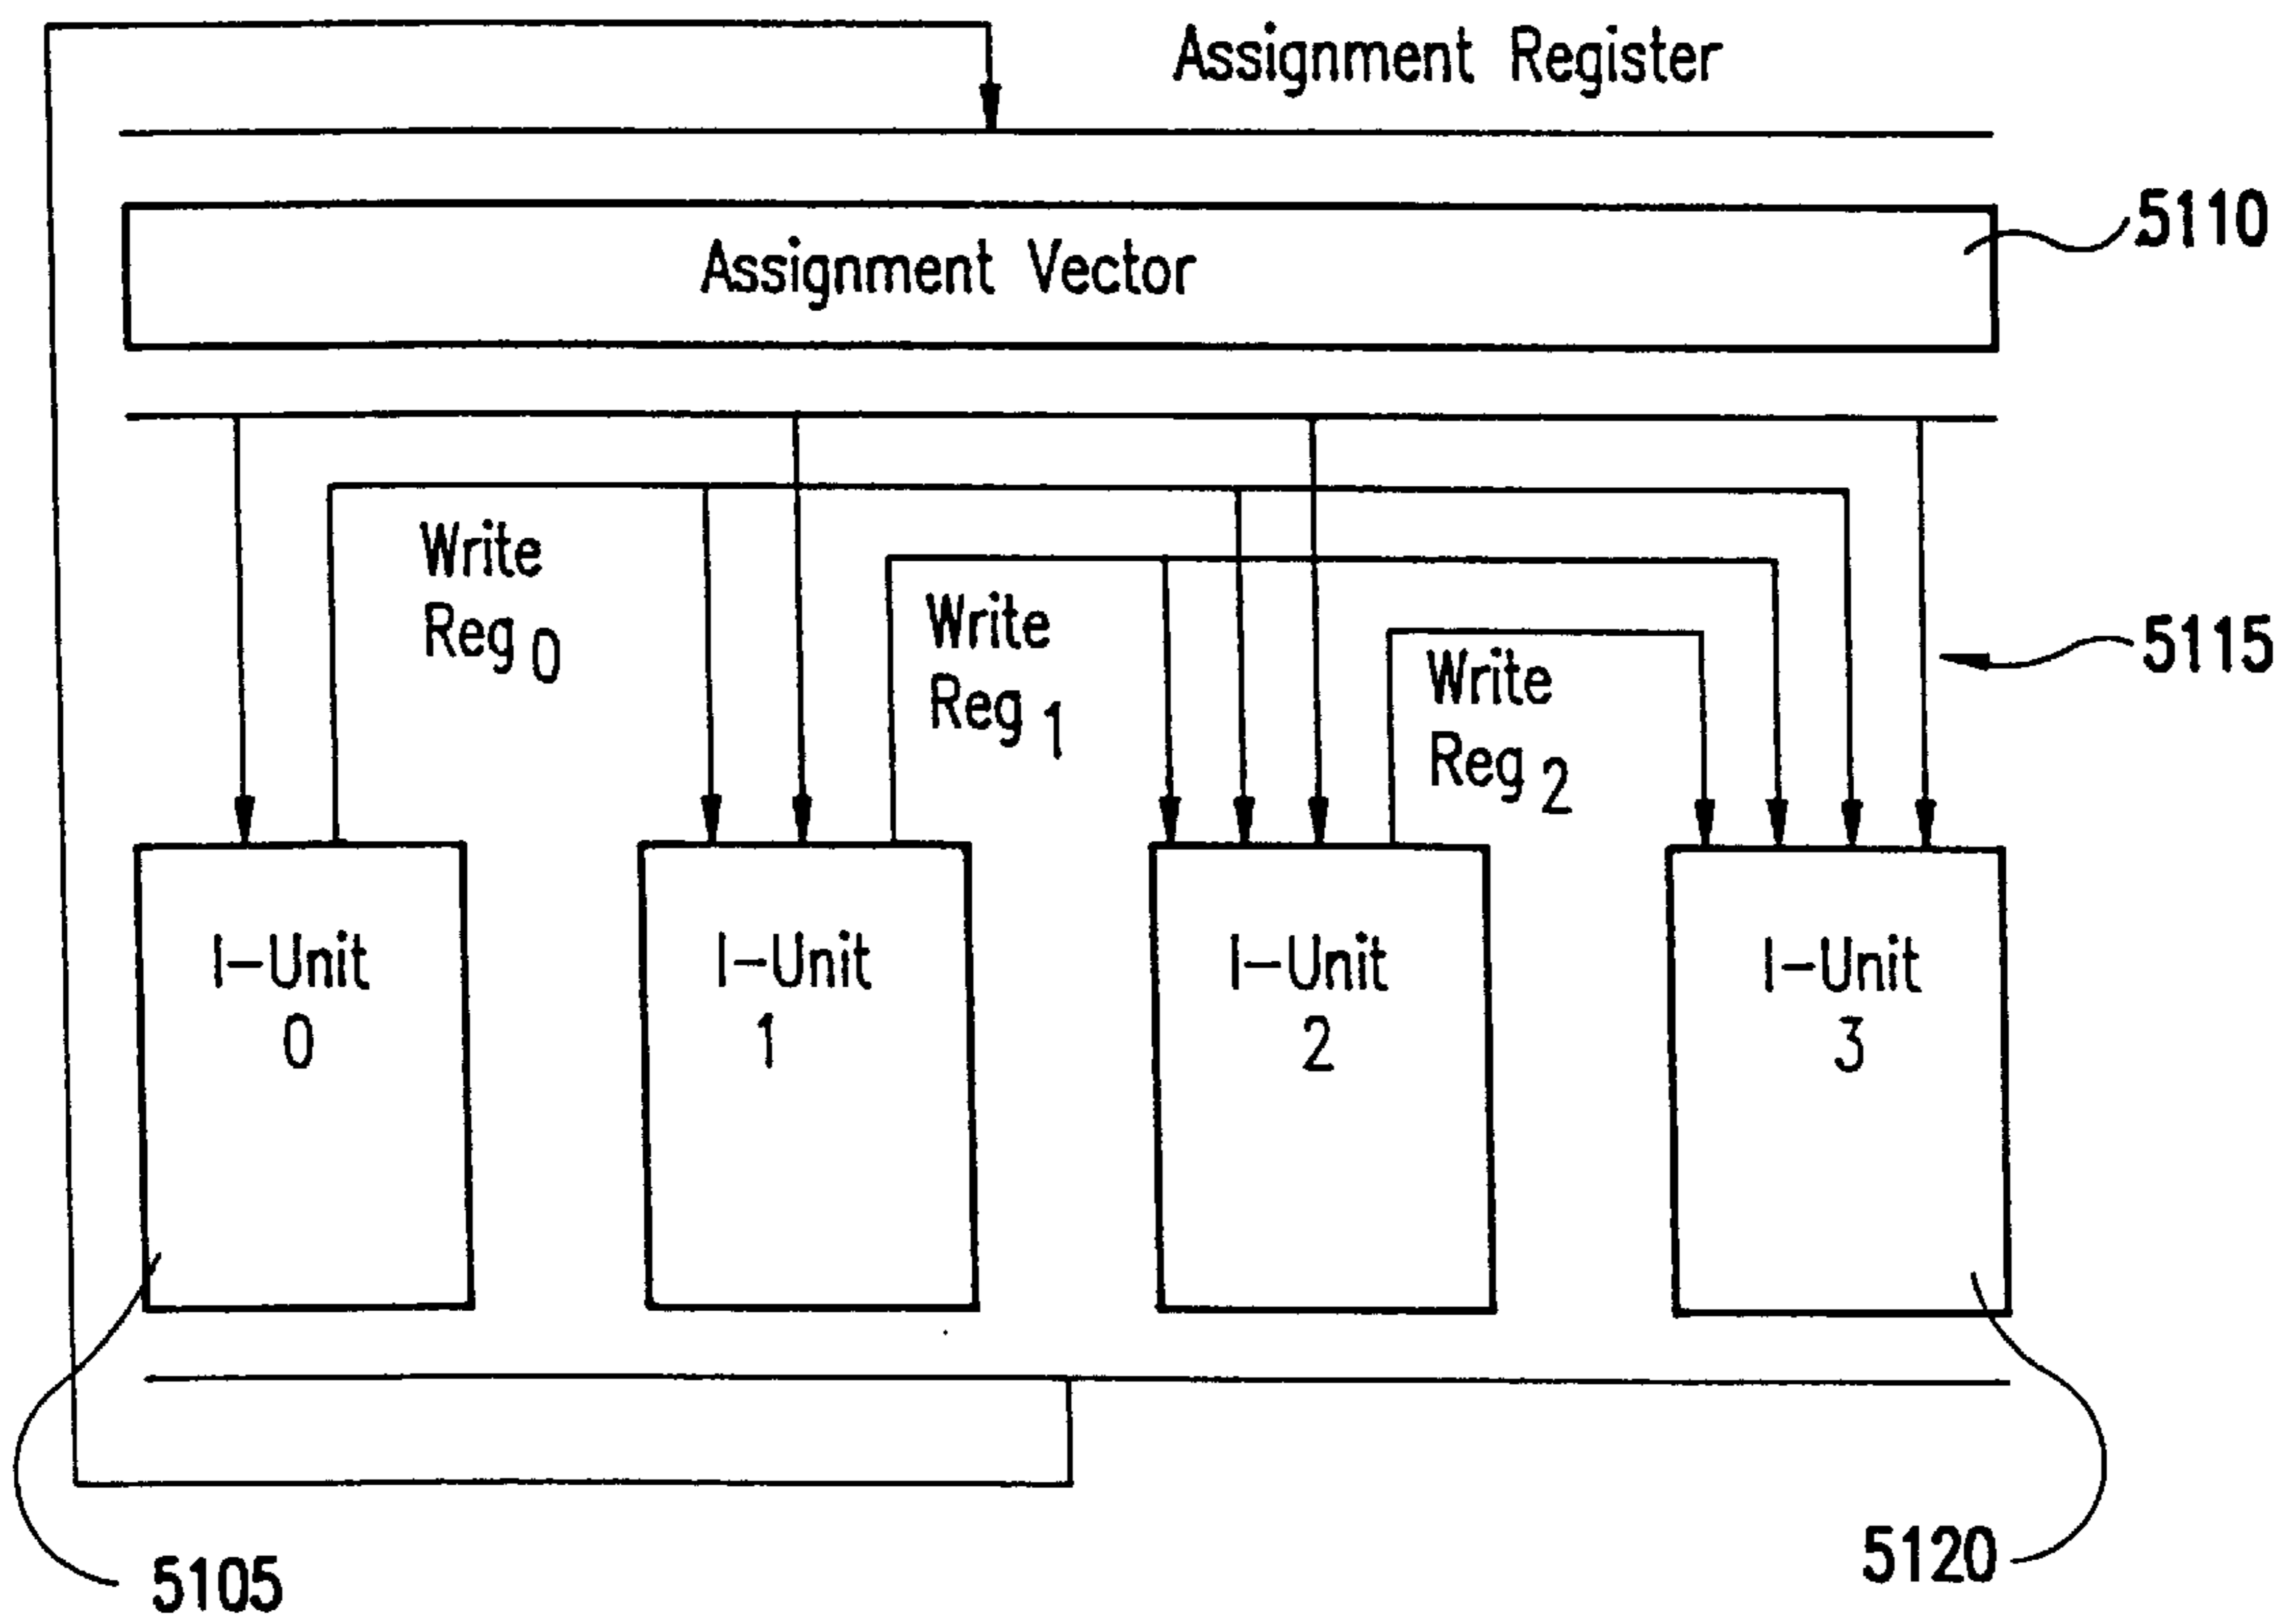 Assignment Register
Assignment Vector
5110
Write
Reg 0
Write
Reg 1
Write
Reg 2
5115
I-Unit
0
I-Unit
1
I-Unit
2
I-Unit
3
5105
5120